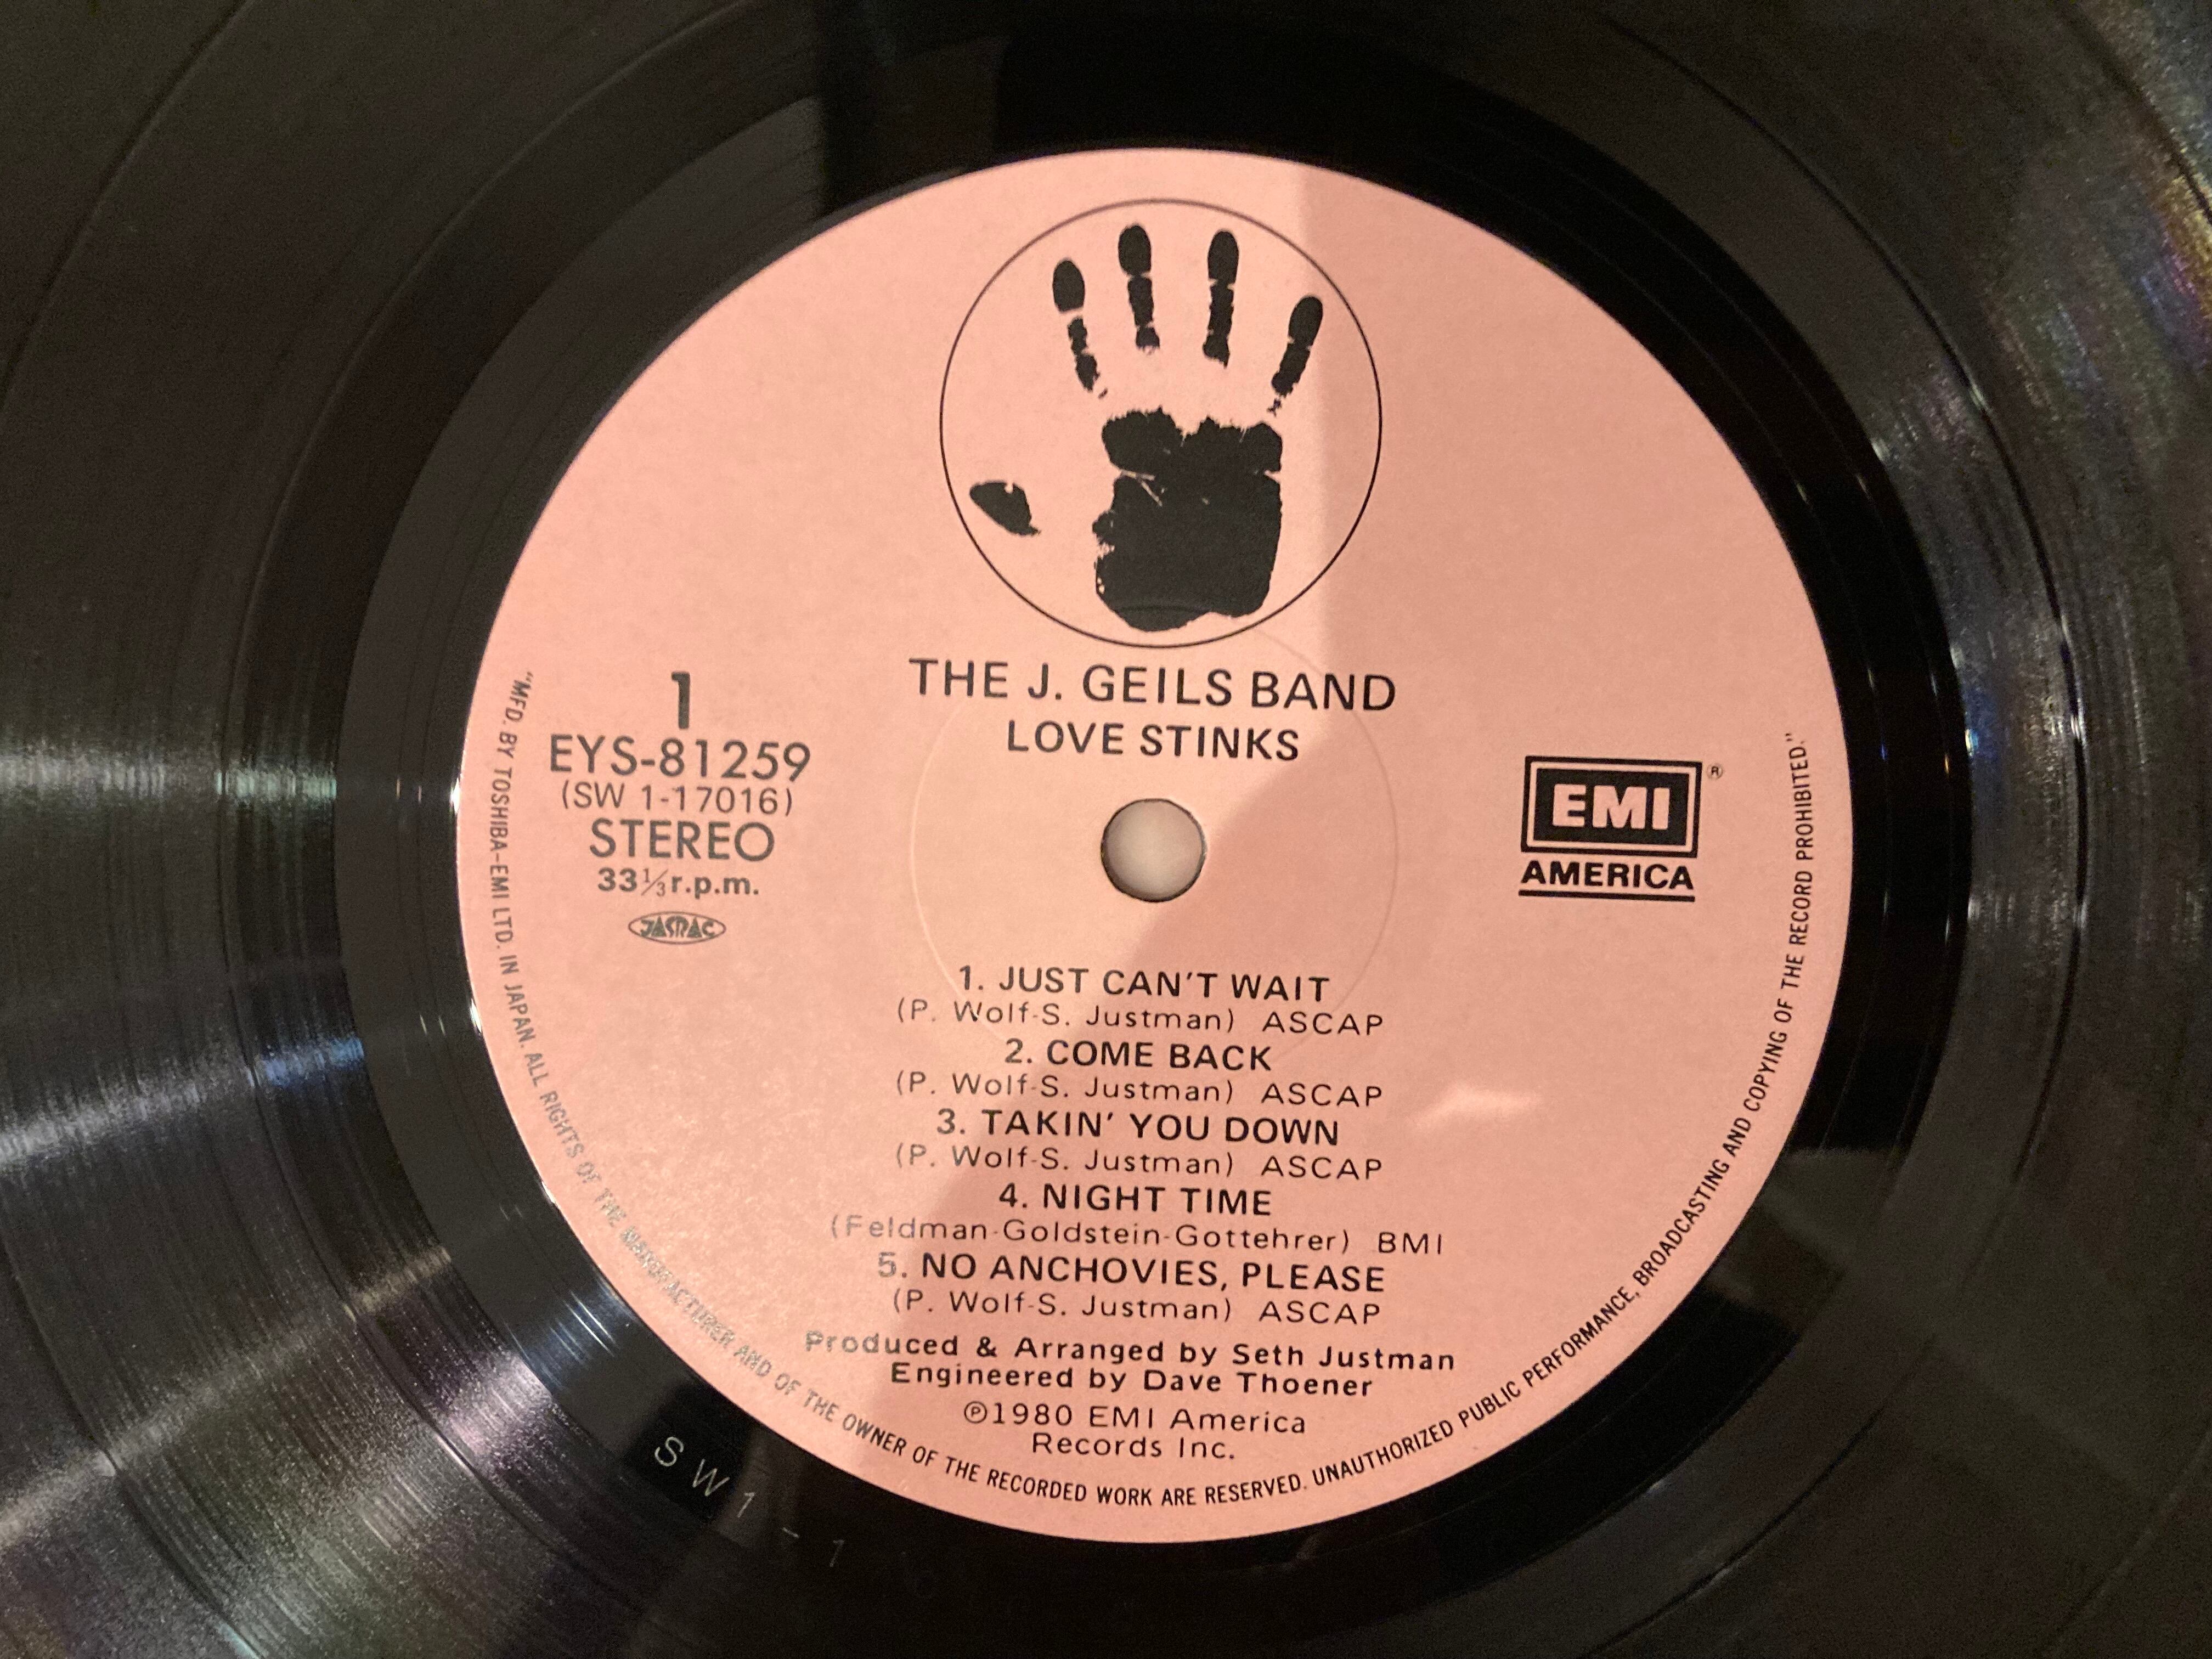 THE J. GEILS BAND
LOVE STINKS
1
EYS-81259
(SW 1-17016)
STEREO
33⅓r.p.m.
JASRAC
EMI ®
AMERICA
1. JUST CAN'T WAIT
(P. Wolf-S. Justman) ASCAP
2. COME BACK
(P. Wolf-S. Justman) ASCAP
3. TAKIN' YOU DOWN
(P. Wolf-S. Justman) ASCAP
4. NIGHT TIME
(Feldman-Goldstein-Gottehrer) BMI
5. NO ANCHOVIES, PLEASE
(P. Wolf-S. Justman) ASCAP
Produced & Arranged by Seth Justman
Engineered by Dave Thoener
℗1980 EMI America
Records Inc.
"MFD. BY TOSHIBA-EMI LTD. IN JAPAN. ALL RIGHTS OF THE MANUFACTURER AND OF THE OWNER OF THE RECORDED WORK ARE RESERVED. UNAUTHORIZED PUBLIC PERFORMANCE, BROADCASTING AND COPYING OF THE RECORD PROHIBITED."
SW1-1